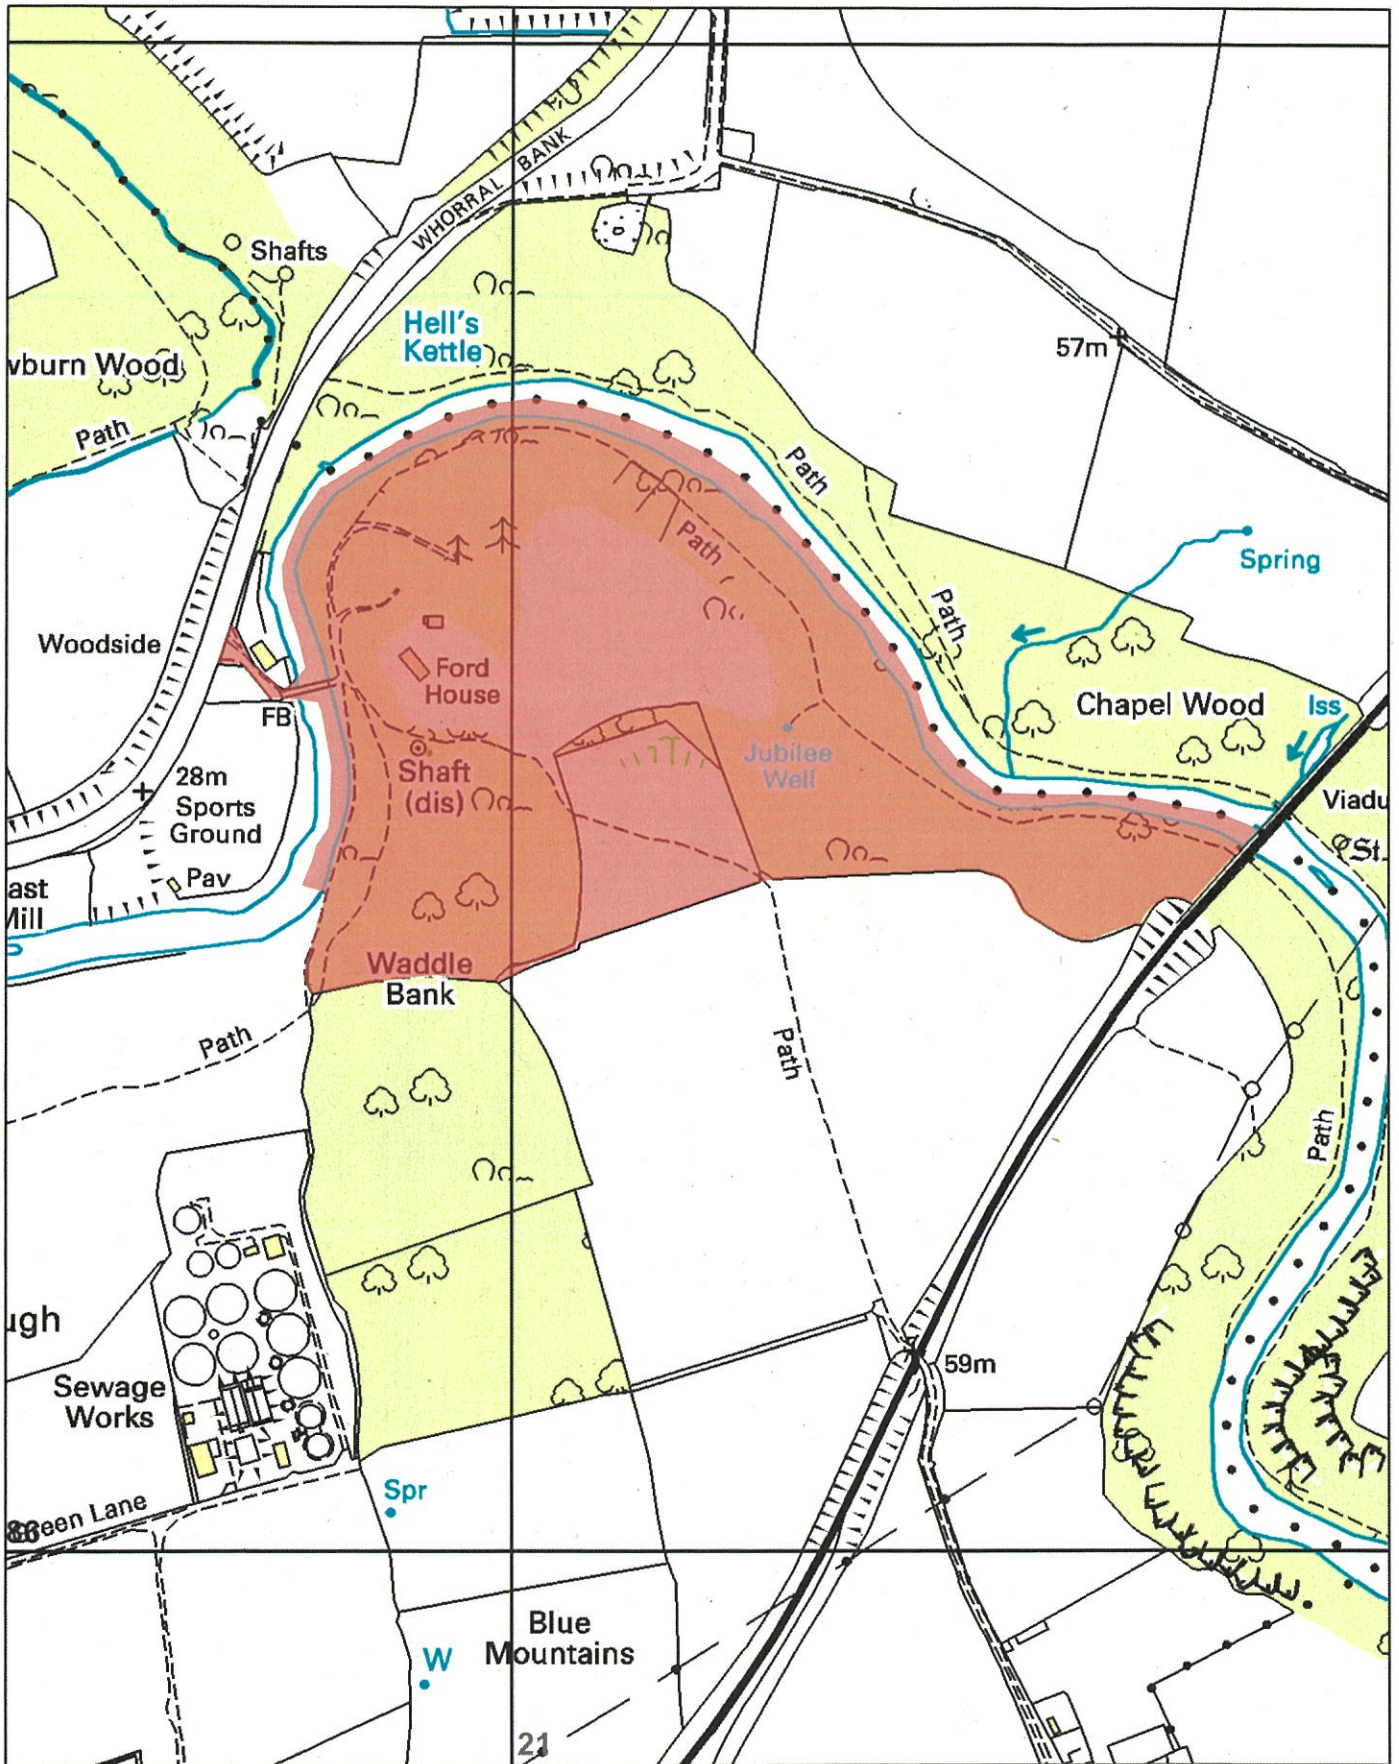 WHORRAL BANK
Shafts
Hell's
Kettle
wburn Wood
57m
Path
Path
Path
Spring
Path
Woodside
Ford
House
Chapel Wood
Iss
FB
Jubilee
Well
28m
Shaft
(dis)
Sports
Ground
Viadu
St
Pav
ast
Mill
Waddle
Bank
Path
Path
Path
ugh
59m
Sewage
Works
Spr
Green Lane
86
Blue
Mountains
W
21